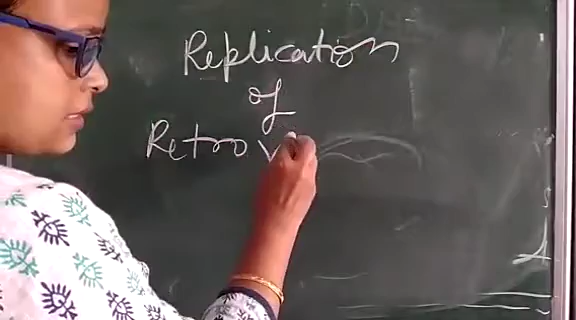 Replication
of
Retro v